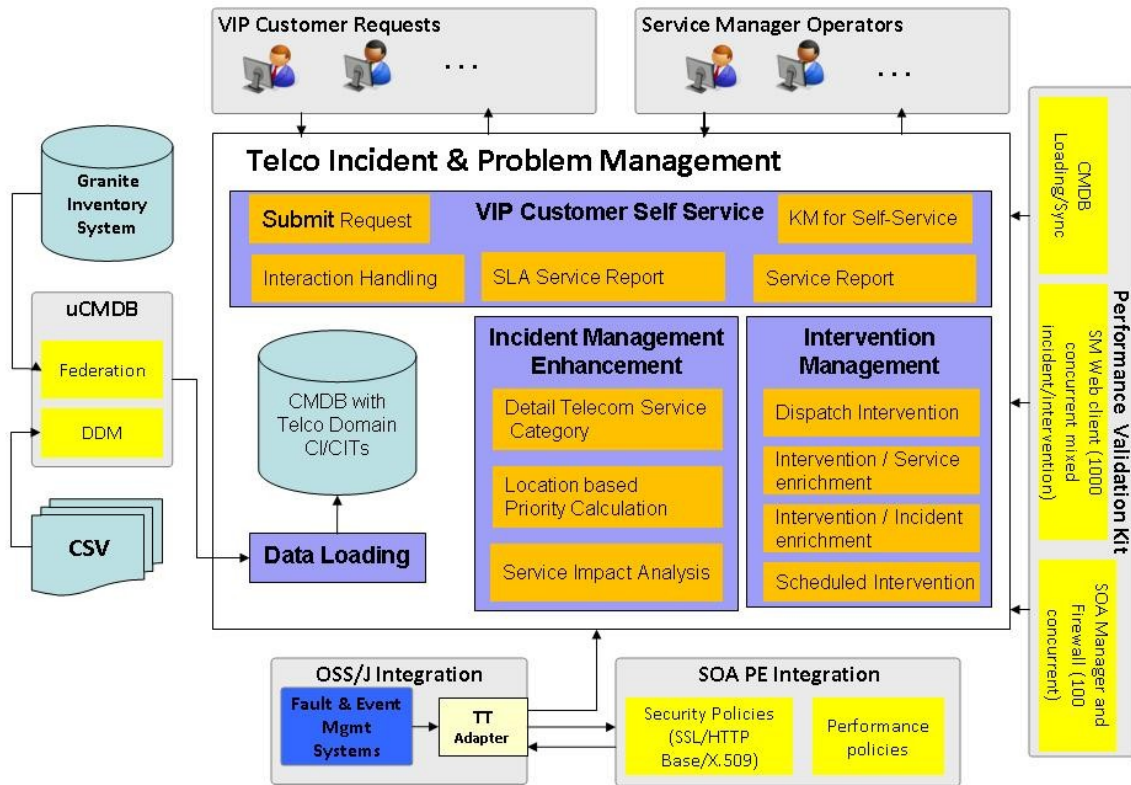 VIP Customer Requests
...
Service Manager Operators
...
Granite
Inventory
System
uCMDB
Federation
DDM
CSV
Telco Incident & Problem Management
VIP Customer Self Service
Submit Request
KM for Self-Service
Interaction Handling
SLA Service Report
Service Report
CMDB with
Telco Domain
CI/CITs
Data Loading
Incident Management
Enhancement
Detail Telecom Service
Category
Location based
Priority Calculation
Service Impact Analysis
Intervention
Management
Dispatch Intervention
Intervention / Service
enrichment
Intervention / Incident
enrichment
Scheduled Intervention
Performance Validation Kit
CMDB
Loading/Sync
SM Web client (1000
concurrent mixed
incident/intervention)
SOA Manager and
Firewall (100
concurrent)
OSS/J Integration
Fault & Event
Mgmt
Systems
TT
Adapter
SOA PE Integration
Security Policies
(SSL/HTTP
Base/X.509)
Performance
policies